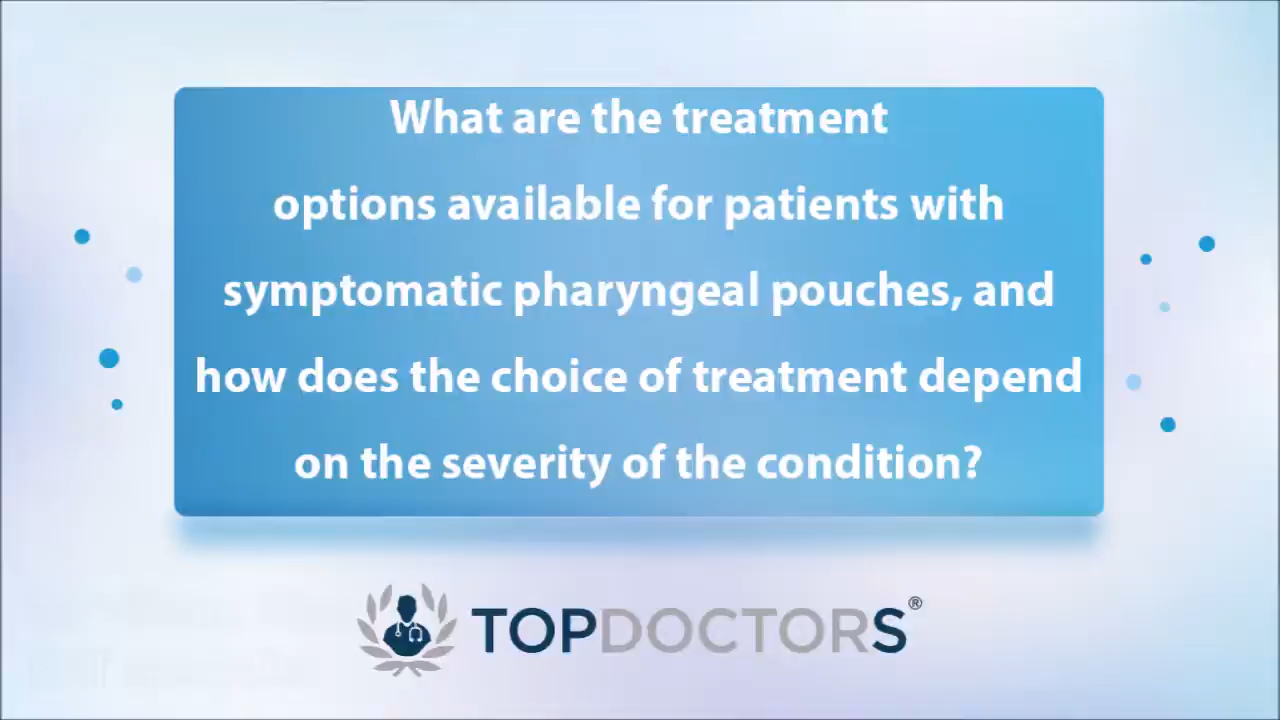 What are the treatment
options available for patients with
symptomatic pharyngeal pouches, and
how does the choice of treatment depend
on the severity of the condition?
TOPDOCTORS®